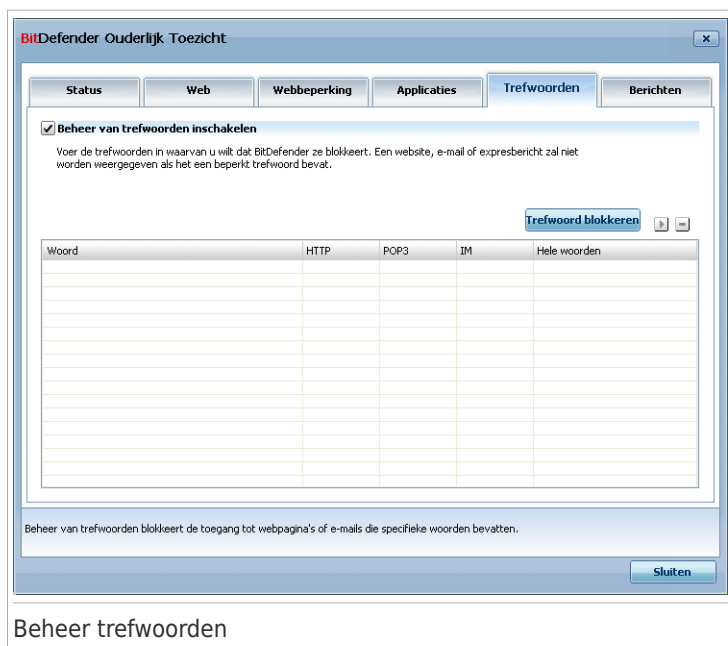 BitDefender Ouderlijk Toezicht
Status
Web
Webbeperking
Applicaties
Trefwoorden
Berichten
Beheer van trefwoorden inschakelen
Voer de trefwoorden in waarvan u wilt dat BitDefender ze blokkeert. Een website, e-mail of expresbericht zal niet
worden weergegeven als het een beperkt trefwoord bevat.
Trefwoord blokkeren
Woord
HTTP
POP3
IM
Hele woorden
Beheer van trefwoorden blokkeert de toegang tot webpagina's of e-mails die specifieke woorden bevatten.
Sluiten
Beheer trefwoorden